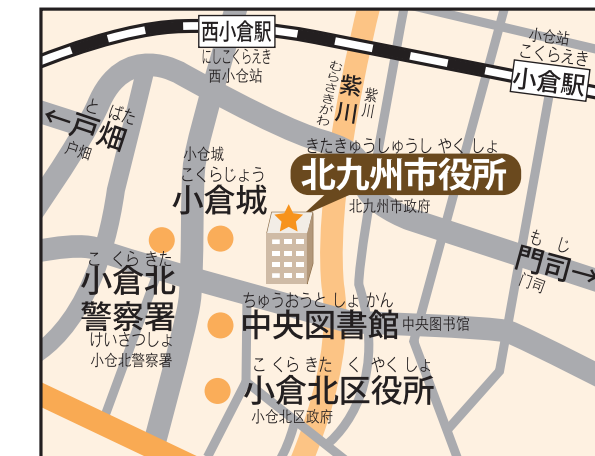 西小倉駅
にしこくらえき
西小仓站
小仓站
こくらえき
小倉駅
むらさきがわ
紫川
紫川
とばた
←戸畑
户畑
きたきゅうしゅうし やくしょ
北九州市役所
北九州市政府
小仓城
こくらじょう
小倉城
もじ
門司→
门司
こくらきた
小倉北
警察署
けいさつしょ
小仓北警察署
ちゅうおうとしょかん
中央図書館
中央图书馆
こくらきたくやくしょ
小倉北区役所
小仓北区政府